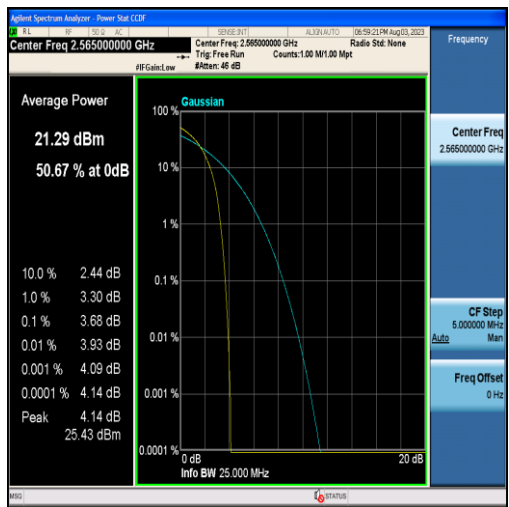 Agilent Spectrum Analyzer - Power Stat CCDF
RL RF 50 Ω AC SENSE:INT ALIGN AUTO 06:59:21 PM Aug 03, 2023
Center Freq 2.565000000 GHz
Center Freq: 2.565000000 GHz Radio Std: None
Trig: Free Run Counts:1.00 M/1.00 Mpt
#IFGain:Low #Atten: 46 dB
Frequency
Average Power
21.29 dBm
50.67 % at 0dB
10.0 % 2.44 dB
1.0 % 3.30 dB
0.1 % 3.68 dB
0.01 % 3.93 dB
0.001 % 4.09 dB
0.0001 % 4.14 dB
Peak 4.14 dB
25.43 dBm
Gaussian
100 %
10 %
1 %
0.1 %
0.01 %
0.001 %
0.0001 %
0 dB 20 dB
Info BW 25.000 MHz
Center Freq
2.565000000 GHz
CF Step
5.000000 MHz
Auto Man
Freq Offset
0 Hz
MSG STATUS